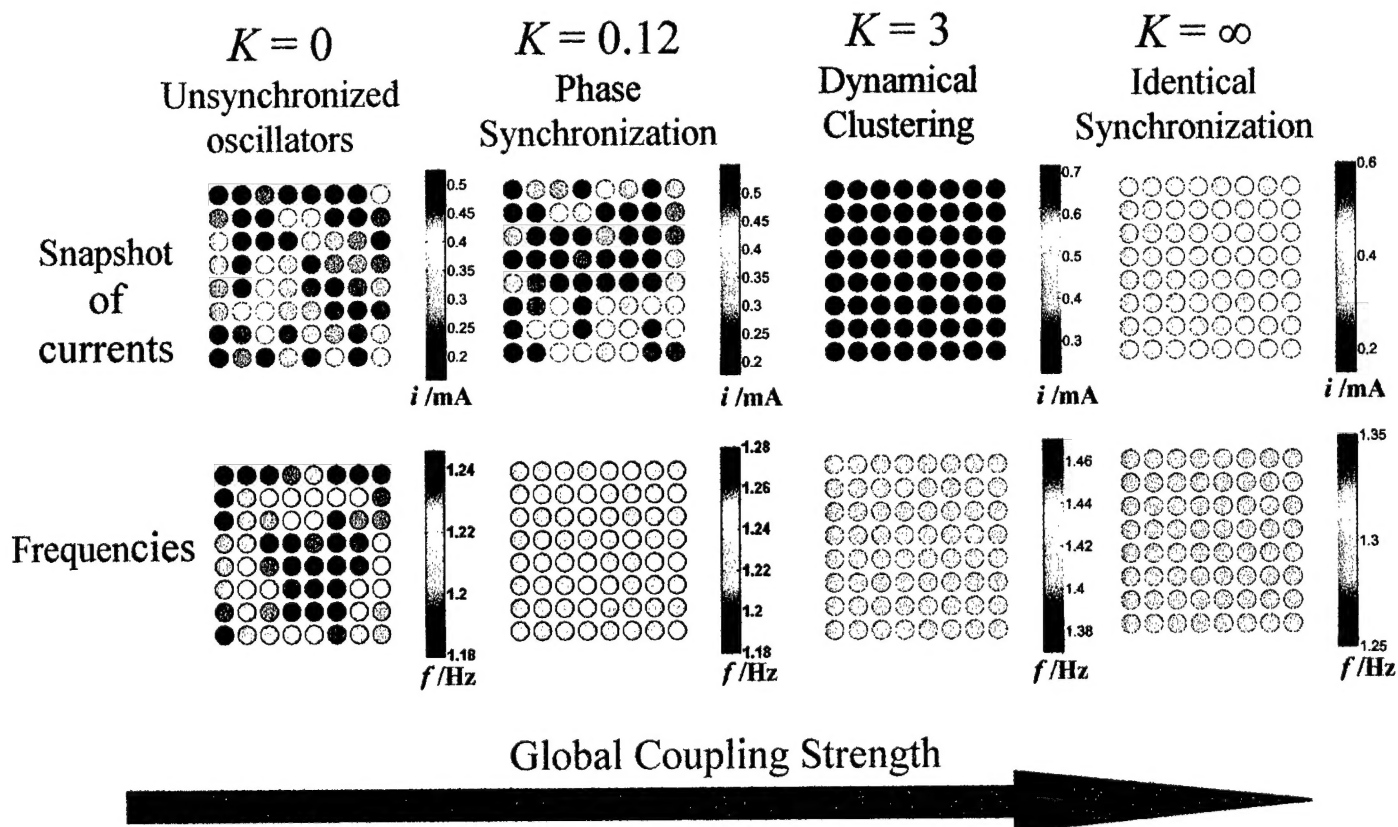 K = 0
Unsynchronized
oscillators
K = 0.12
Phase
Synchronization
K = 3
Dynamical
Clustering
K = ∞
Identical
Synchronization
Snapshot
of
currents
0.5
0.45
0.4
0.35
0.3
0.25
0.2
i /mA
0.5
0.45
0.4
0.35
0.3
0.25
0.2
i /mA
0.7
0.6
0.5
0.4
0.3
i /mA
0.6
0.4
0.2
i /mA
Frequencies
1.24
1.22
1.2
1.18
f /Hz
1.28
1.26
1.24
1.22
1.2
1.18
f /Hz
1.46
1.44
1.42
1.4
1.38
f /Hz
1.35
1.3
1.25
f /Hz
Global Coupling Strength